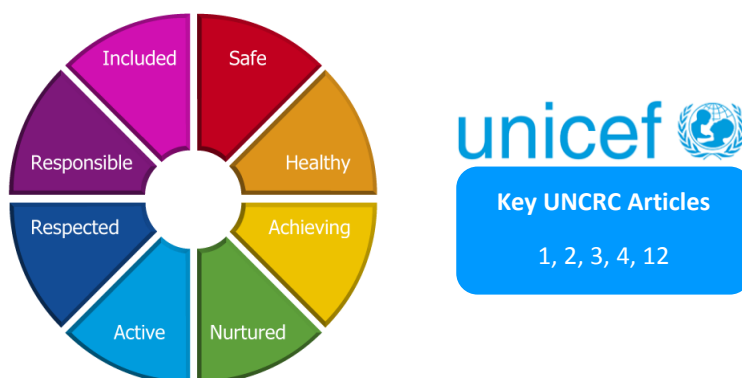 Included
Safe
Responsible
Healthy
Respected
Achieving
Active
Nurtured
unicef
Key UNCRC Articles
1, 2, 3, 4, 12